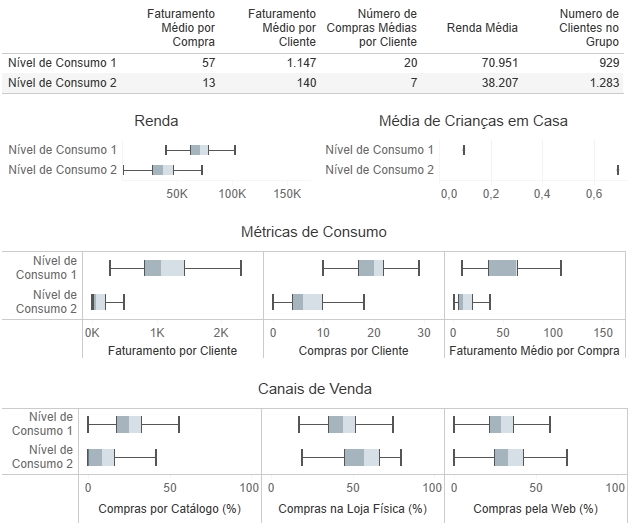 Faturamento Médio por Compra
Faturamento Médio por Cliente
Número de Compras Médias por Cliente
Renda Média
Número de Clientes no Grupo
Nível de Consumo 1 57 1.147 20 70.951 929
Nível de Consumo 2 13 140 7 38.207 1.283
Renda
Nível de Consumo 1
Nível de Consumo 2
50K 100K 150K
Média de Crianças em Casa
Nível de Consumo 1
Nível de Consumo 2
0,0 0,2 0,4 0,6
Métricas de Consumo
Nível de
Consumo 1
Nível de
Consumo 2
0K 1K 2K
Faturamento por Cliente
0 10 20 30
Compras por Cliente
0 50 100 150
Faturamento Médio por Compra
Canais de Venda
Nível de
Consumo 1
Nível de
Consumo 2
0 50 100
Compras por Catálogo (%)
0 50 100
Compras na Loja Física (%)
0 50 100
Compras pela Web (%)